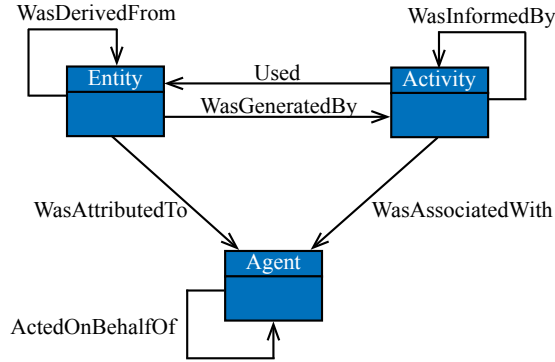 WasDerivedFrom
WasInformedBy
Entity
Used
Activity
WasGeneratedBy
WasAttributedTo
WasAssociatedWith
Agent
ActedOnBehalfOf